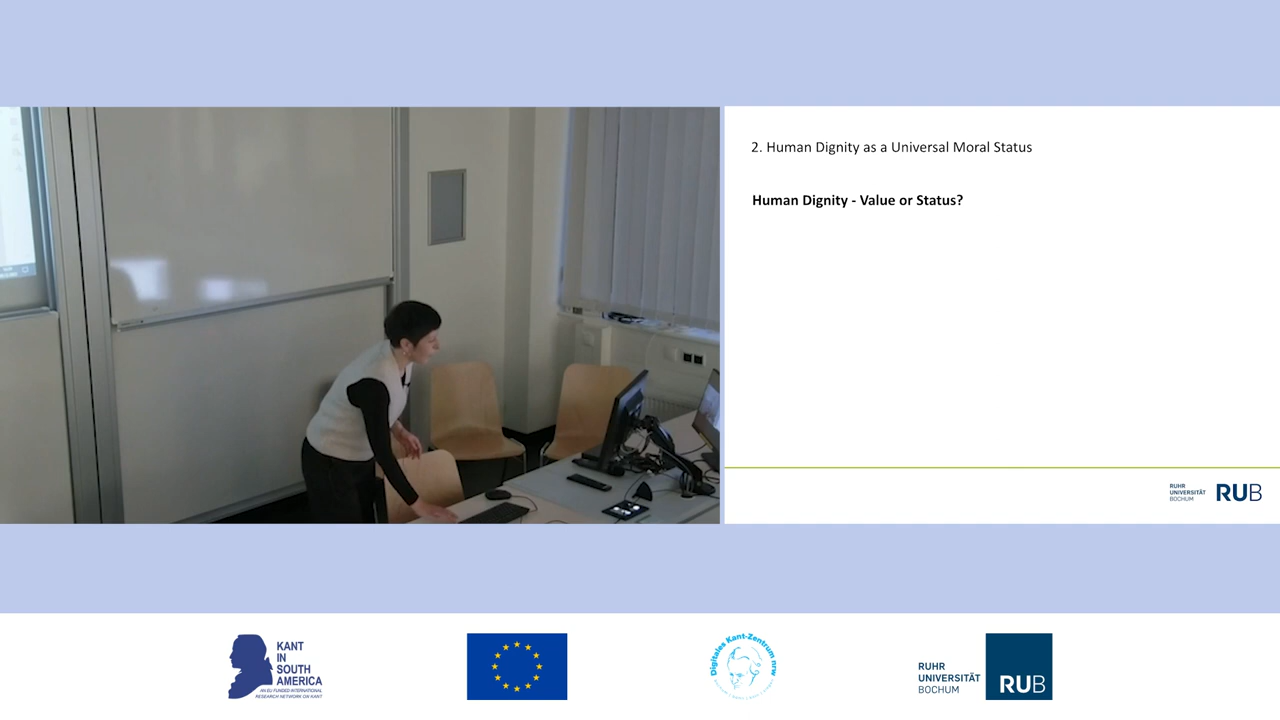 2. Human Dignity as a Universal Moral Status
Human Dignity - Value or Status?
RUHR
UNIVERSITÄT
BOCHUM
RUB
KANT
IN
SOUTH
AMERICA
AN EU FUNDED INTERNATIONAL
RESEARCH NETWORK ON KANT
Digitales Kant-Zentrum nrw
RUHR
UNIVERSITÄT
BOCHUM
RUB